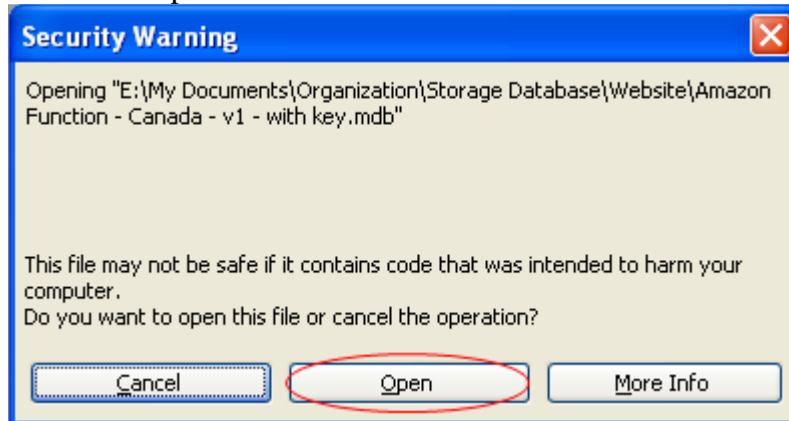 Security Warning
Opening "E:\My Documents\Organization\Storage Database\Website\Amazon
Function - Canada - v1 - with key.mdb"
This file may not be safe if it contains code that was intended to harm your
computer.
Do you want to open this file or cancel the operation?
Cancel Open More Info